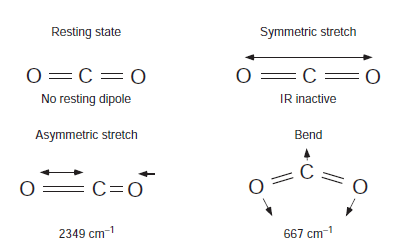 Resting state
O=C=O
No resting dipole
Symmetric stretch
O=C=O
IR inactive
Asymmetric stretch
O=C=O
2349 cm⁻¹
Bend
O=C=O
667 cm⁻¹